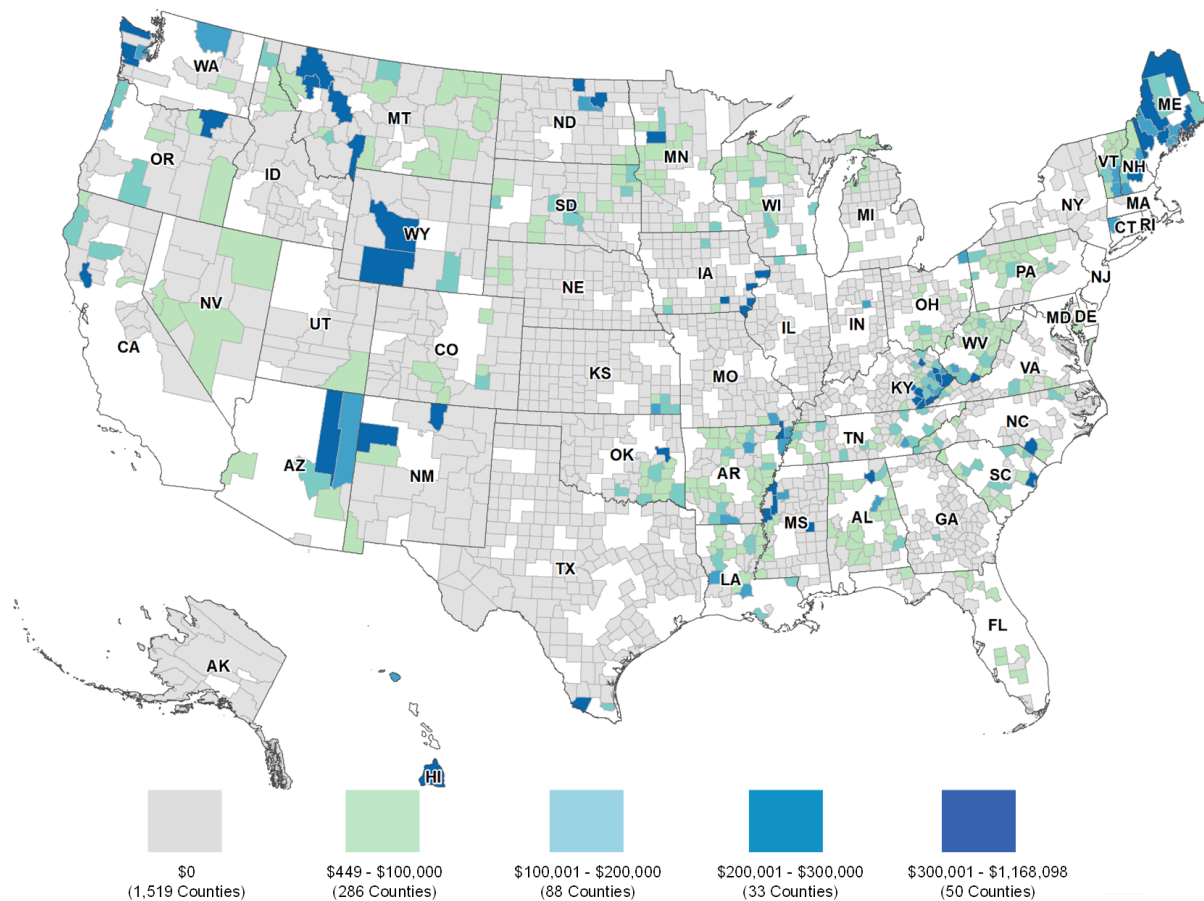 WA
MT
ND
MN
ME
VT
NH
OR
ID
SD
WI
MI
NY
MA
CT
RI
WY
IA
PA
NJ
NE
OH
NV
UT
CO
IL
IN
MD
DE
WV
CA
KS
MO
KY
VA
AZ
NM
OK
AR
TN
NC
SC
MS
AL
GA
TX
LA
FL
AK
HI
$0
(1,519 Counties)
$449 - $100,000
(286 Counties)
$100,001 - $200,000
(88 Counties)
$200,001 - $300,000
(33 Counties)
$300,001 - $1,168,098
(50 Counties)